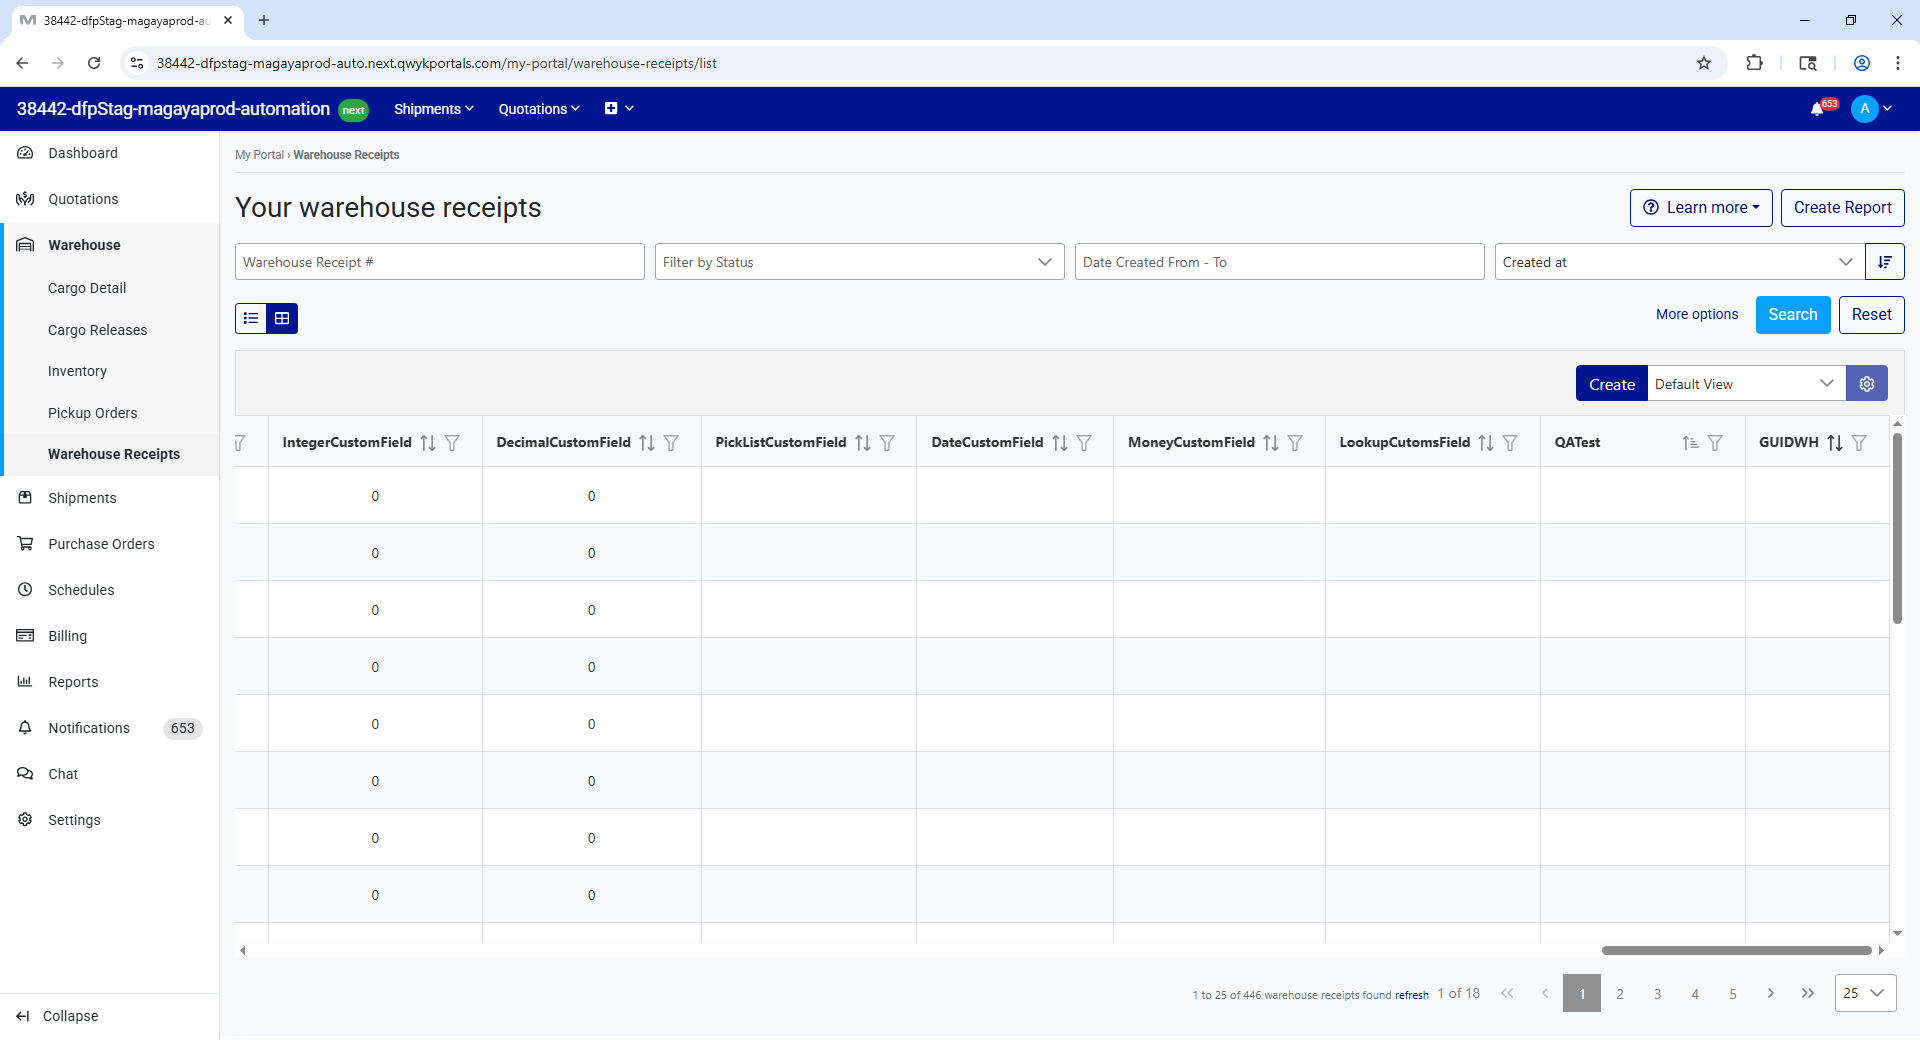 38442-dfpStag-magayaprod-au
38442-dfpstag-magayaprod-auto.next.qwykportals.com/my-portal/warehouse-receipts/list
38442-dfpStag-magayaprod-automation next Shipments Quotations 653 A
Dashboard
Quotations
Warehouse
Cargo Detail
Cargo Releases
Inventory
Pickup Orders
Warehouse Receipts
Shipments
Purchase Orders
Schedules
Billing
Reports
Notifications 653
Chat
Settings
Collapse
My Portal › Warehouse Receipts
Your warehouse receipts
Learn more Create Report
Warehouse Receipt # Filter by Status Date Created From - To Created at
More options Search Reset
Create Default View
IntegerCustomField DecimalCustomField PickListCustomField DateCustomField MoneyCustomField LookupCutomsField QATest GUIDWH
0 0
0 0
0 0
0 0
0 0
0 0
0 0
0 0
1 to 25 of 446 warehouse receipts found refresh 1 of 18 1 2 3 4 5 25